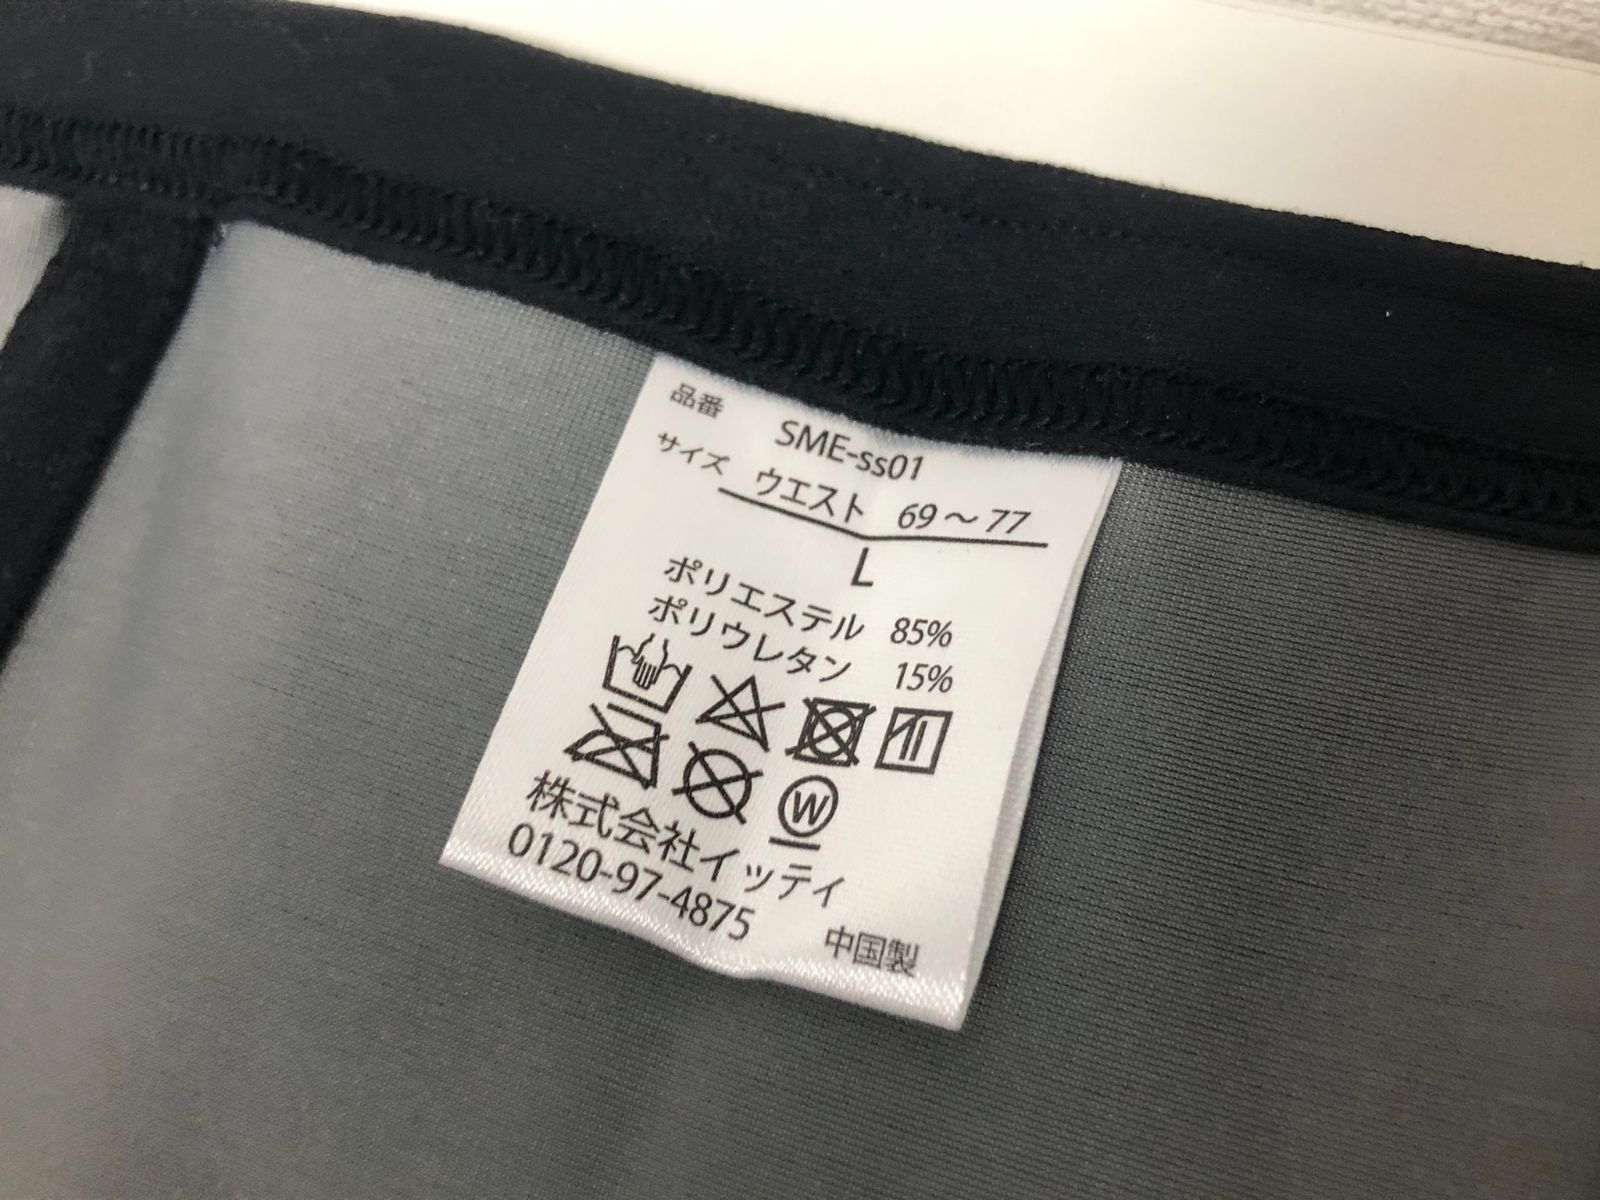 品番 SME-ss01
サイズ ウエスト 69～77
L
ポリエステル 85%
ポリウレタン 15%
W
株式会社イッティ
0120-97-4875
中国製